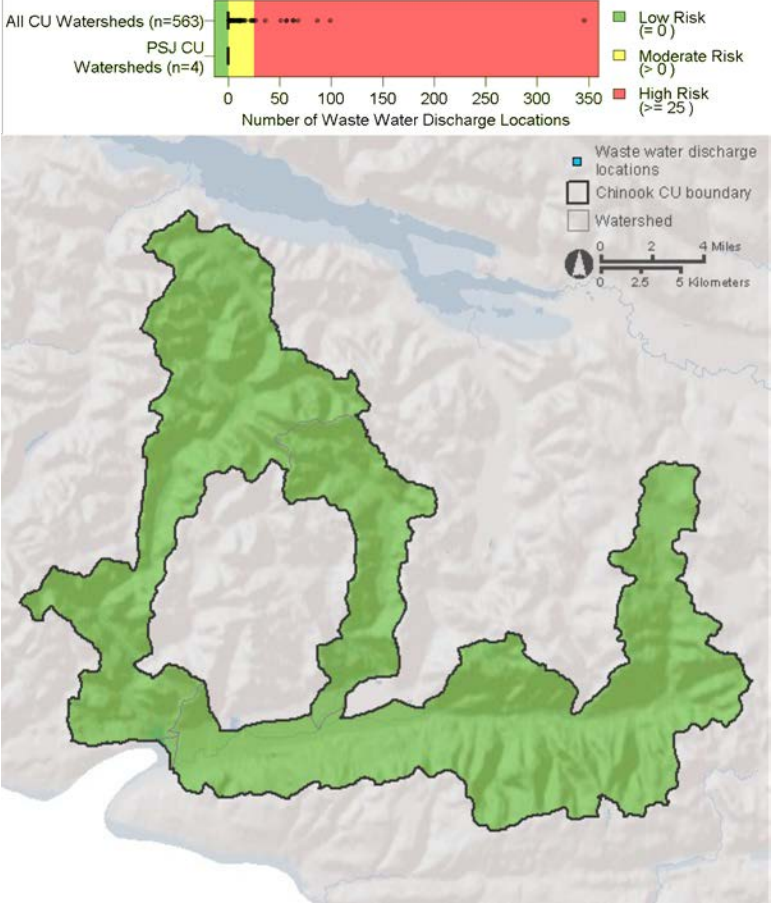 All CU Watersheds (n=563)
PSJ CU
Watersheds (n=4)
0 50 100 150 200 250 300 350
Number of Waste Water Discharge Locations
Low Risk
(= 0 )
Moderate Risk
(> 0 )
High Risk
(>= 25 )
Waste water discharge
locations
Chinook CU boundary
Watershed
0 2 4 Miles
0 2.5 5 Kilometers